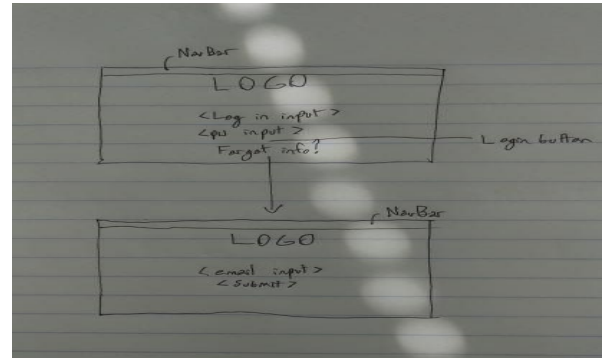 NavBar
LOGO
<Log in input>
<pw input>
Login button
Forgot info?
NavBar
LOGO
<email input>
<submit>